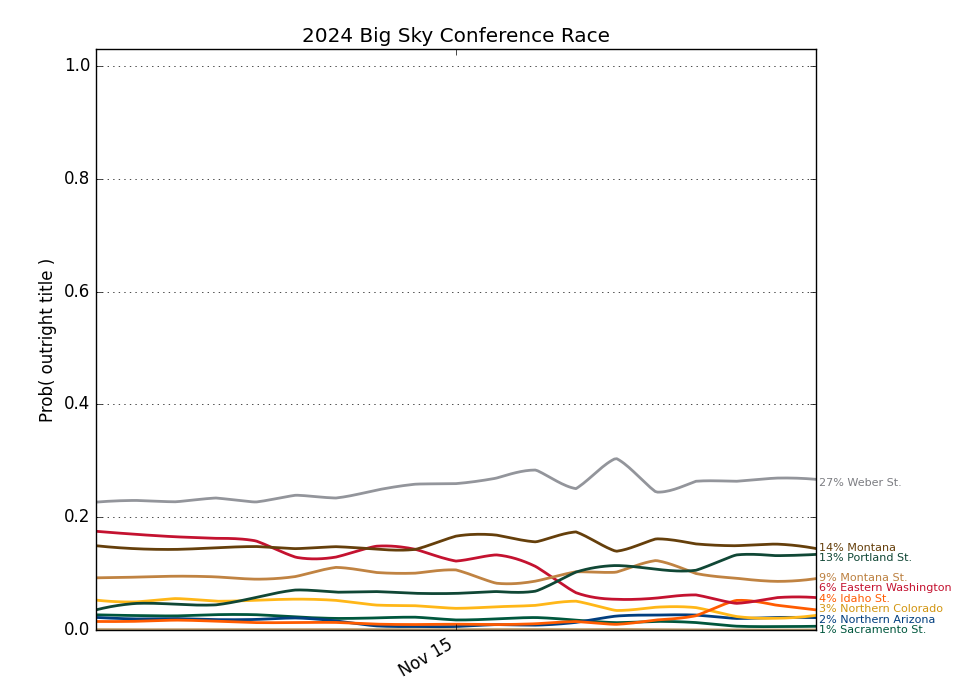 2024 Big Sky Conference Race
Prob( outright title )
1.0
0.8
0.6
0.4
0.2
0.0
Nov 15
27% Weber St.
14% Montana
13% Portland St.
9% Montana St.
6% Eastern Washington
4% Idaho St.
3% Northern Colorado
2% Northern Arizona
1% Sacramento St.